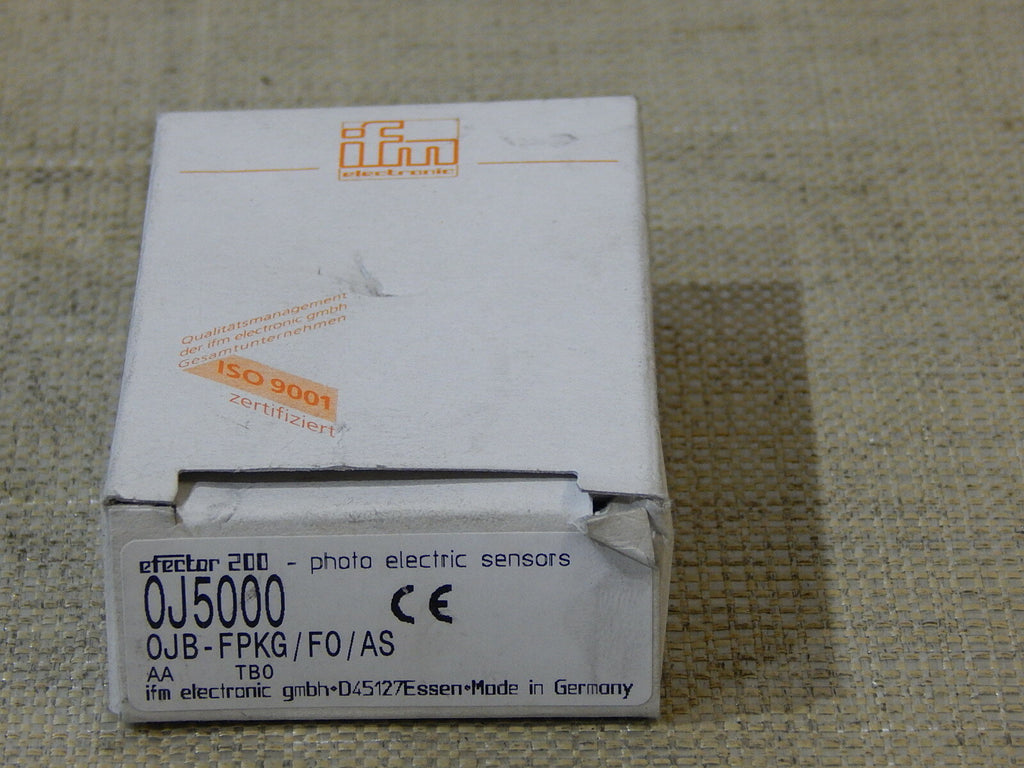 ifm
electronic
Qualitätsmanagement
der ifm electronic gmbh
Gesamtunternehmen
ISO 9001
zertifiziert
efector 200 - photo electric sensors
OJ5000 CE
OJB-FPKG/FO/AS
AA TBO
ifm electronic gmbh•D45127Essen•Made in Germany